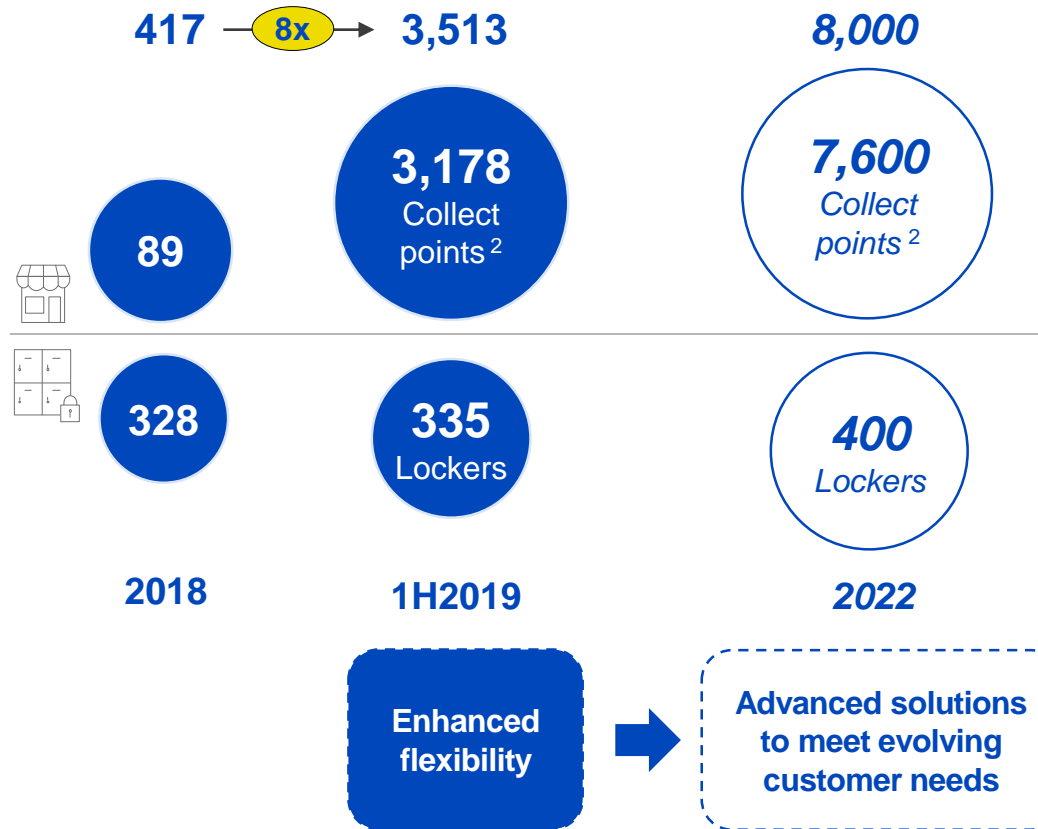 417 8x 3,513 8,000
3,178
Collect
points 2
7,600
Collect
points 2
89
328
335
Lockers
400
Lockers
2018 1H2019 2022
Enhanced
flexibility
Advanced solutions
to meet evolving
customer needs